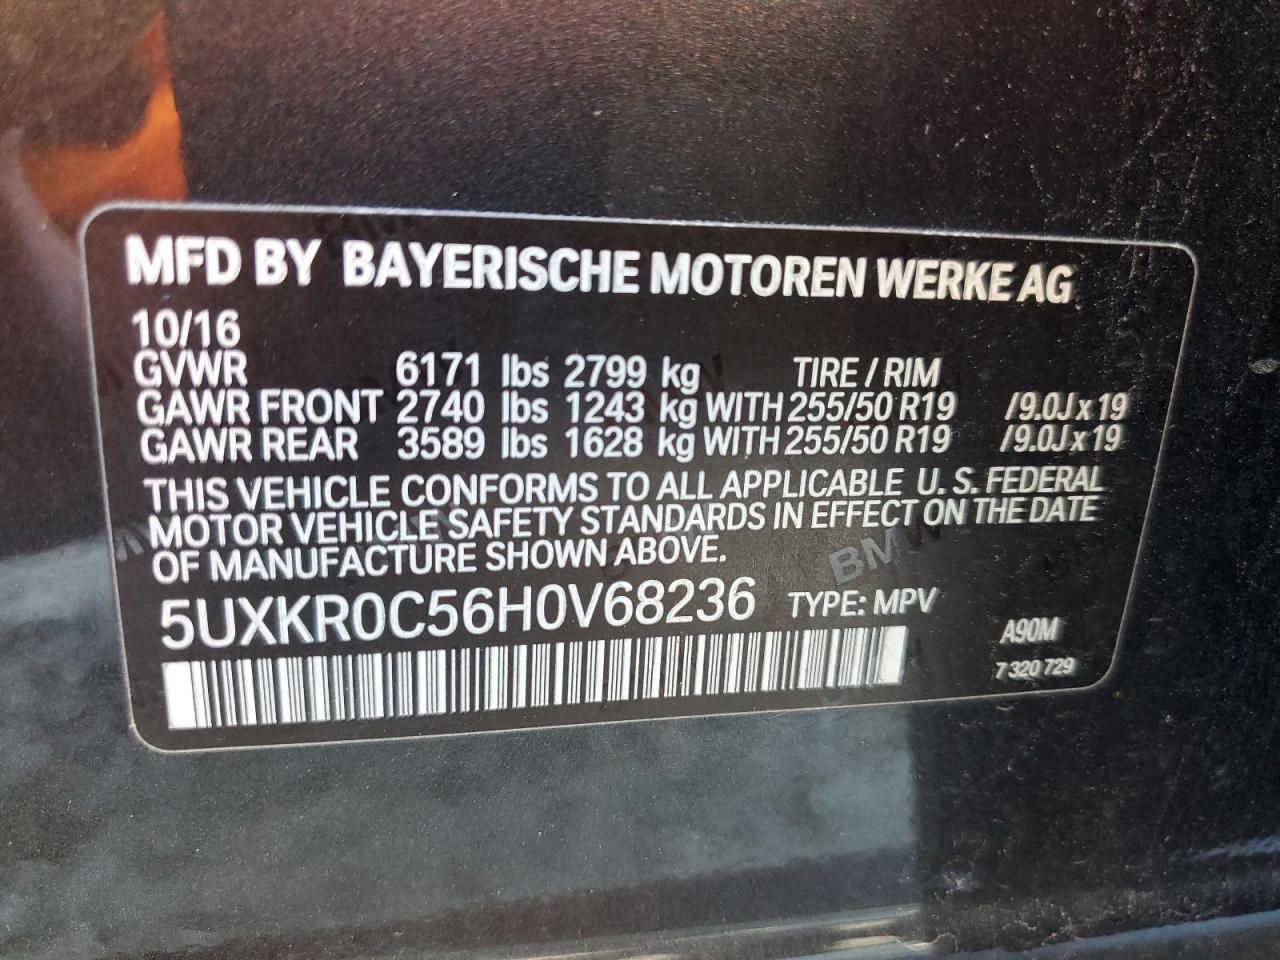 MFD BY BAYERISCHE MOTOREN WERKE AG
10/16
GVWR 6171 lbs 2799 kg TIRE / RIM
GAWR FRONT 2740 lbs 1243 kg WITH 255/50 R19 /9.0J x 19
GAWR REAR 3589 lbs 1628 kg WITH 255/50 R19 /9.0J x 19
THIS VEHICLE CONFORMS TO ALL APPLICABLE U. S. FEDERAL
MOTOR VEHICLE SAFETY STANDARDS IN EFFECT ON THE DATE
OF MANUFACTURE SHOWN ABOVE.
BMW
5UXKR0C56H0V68236 TYPE: MPV
A90M
7 320 729